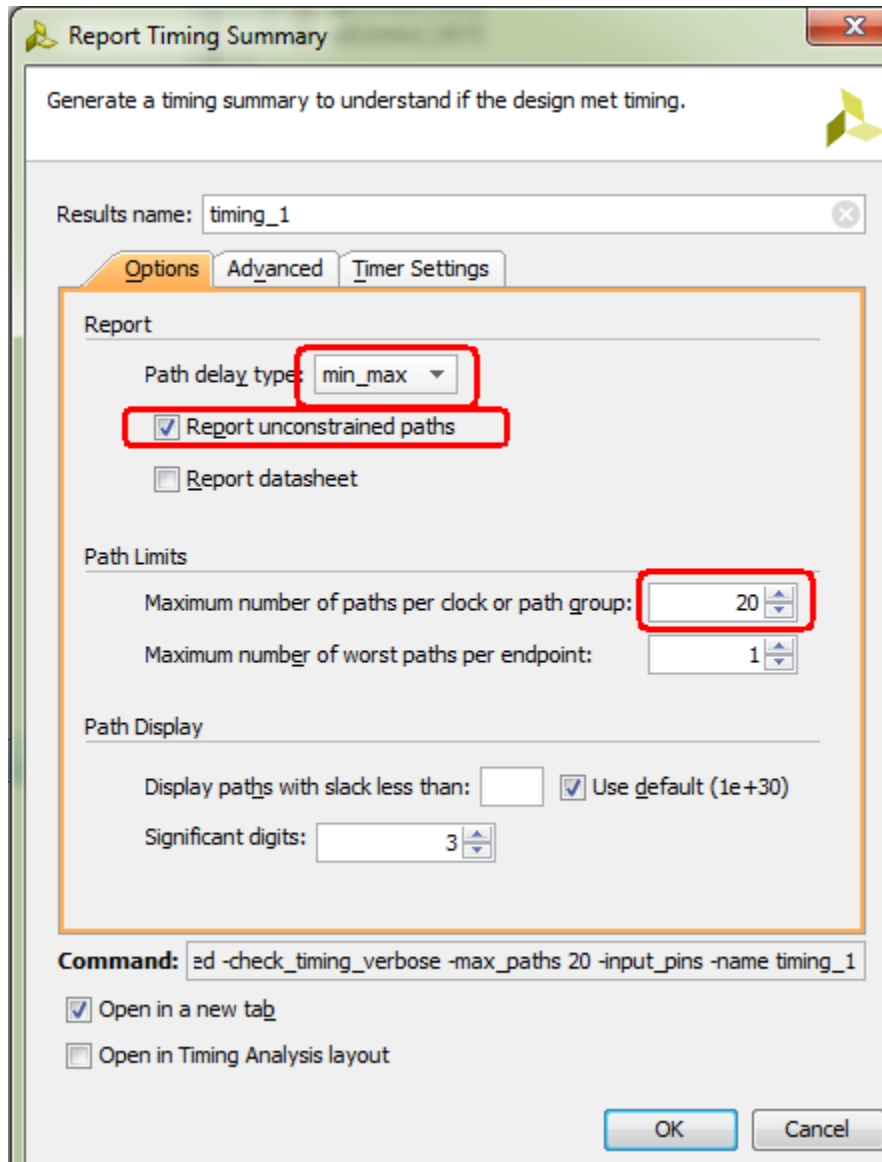 Report Timing Summary
Generate a timing summary to understand if the design met timing.
Results name: timing_1
Options Advanced Timer Settings
Report
Path delay type: min_max
Report unconstrained paths
Report datasheet
Path Limits
Maximum number of paths per clock or path group: 20
Maximum number of worst paths per endpoint: 1
Path Display
Display paths with slack less than: Use default (1e+30)
Significant digits: 3
Command: ed -check_timing_verbose -max_paths 20 -input_pins -name timing_1
Open in a new tab
Open in Timing Analysis layout
OK Cancel